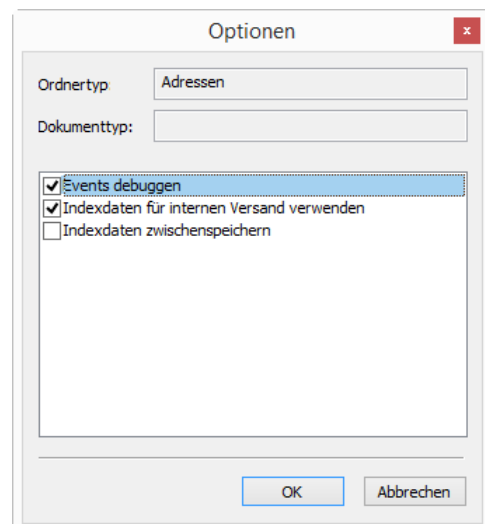 Optionen
x
Ordnertyp Adressen
Dokumenttyp:
Events debuggen
Indexdaten für internen Versand verwenden
Indexdaten zwischenspeichern
OK Abbrechen